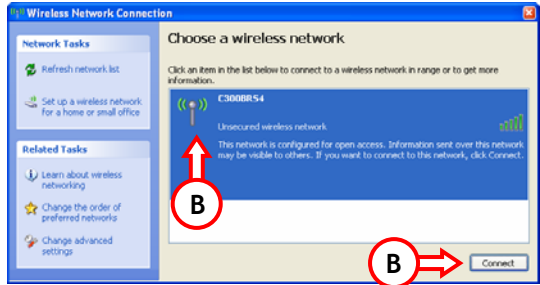 Wireless Network Connection
Network Tasks
Refresh network list
Set up a wireless network
for a home or small office
Related Tasks
Learn about wireless
networking
Change the order of
preferred networks
Change advanced
settings
Choose a wireless network
Click an item in the list below to connect to a wireless network in range or to get more
information.
C300BRS4
Unsecured wireless network
This network is configured for open access. Information sent over this network
may be visible to others. If you want to connect to this network, click Connect.
B
B
Connect